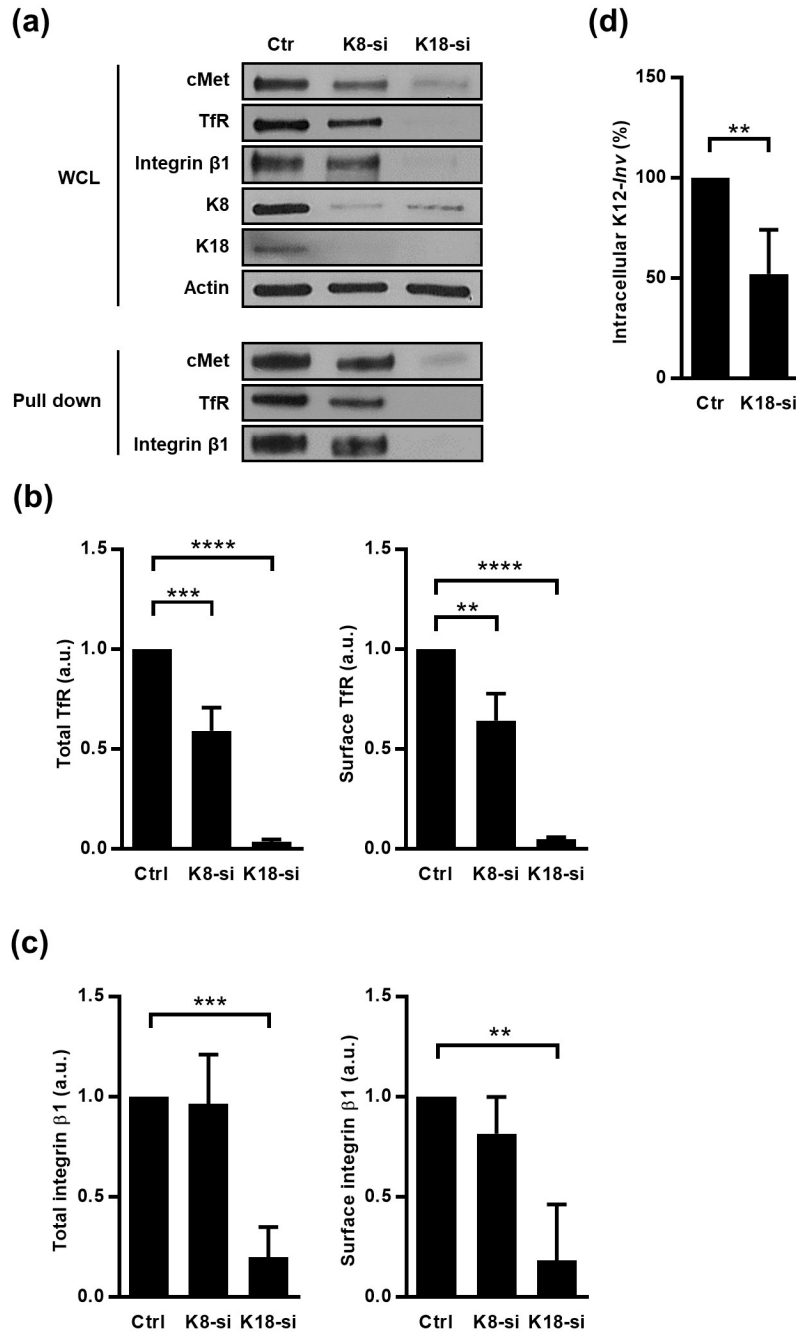 (a)
Ctr K8-si K18-si
WCL
cMet
TfR
Integrin β1
K8
K18
Actin
Pull down
cMet
TfR
Integrin β1
(d)
Intracellular K12-Inv (%)
150
100
50
0
**
Ctr K18-si
(b)
Total TfR (a.u.)
1.5
1.0
0.5
0.0
****
***
Ctrl K8-si K18-si
Surface TfR (a.u.)
1.5
1.0
0.5
0.0
****
**
Ctrl K8-si K18-si
(c)
Total integrin β1 (a.u.)
1.5
1.0
0.5
0.0
***
Ctrl K8-si K18-si
Surface integrin β1 (a.u.)
1.5
1.0
0.5
0.0
**
Ctrl K8-si K18-si